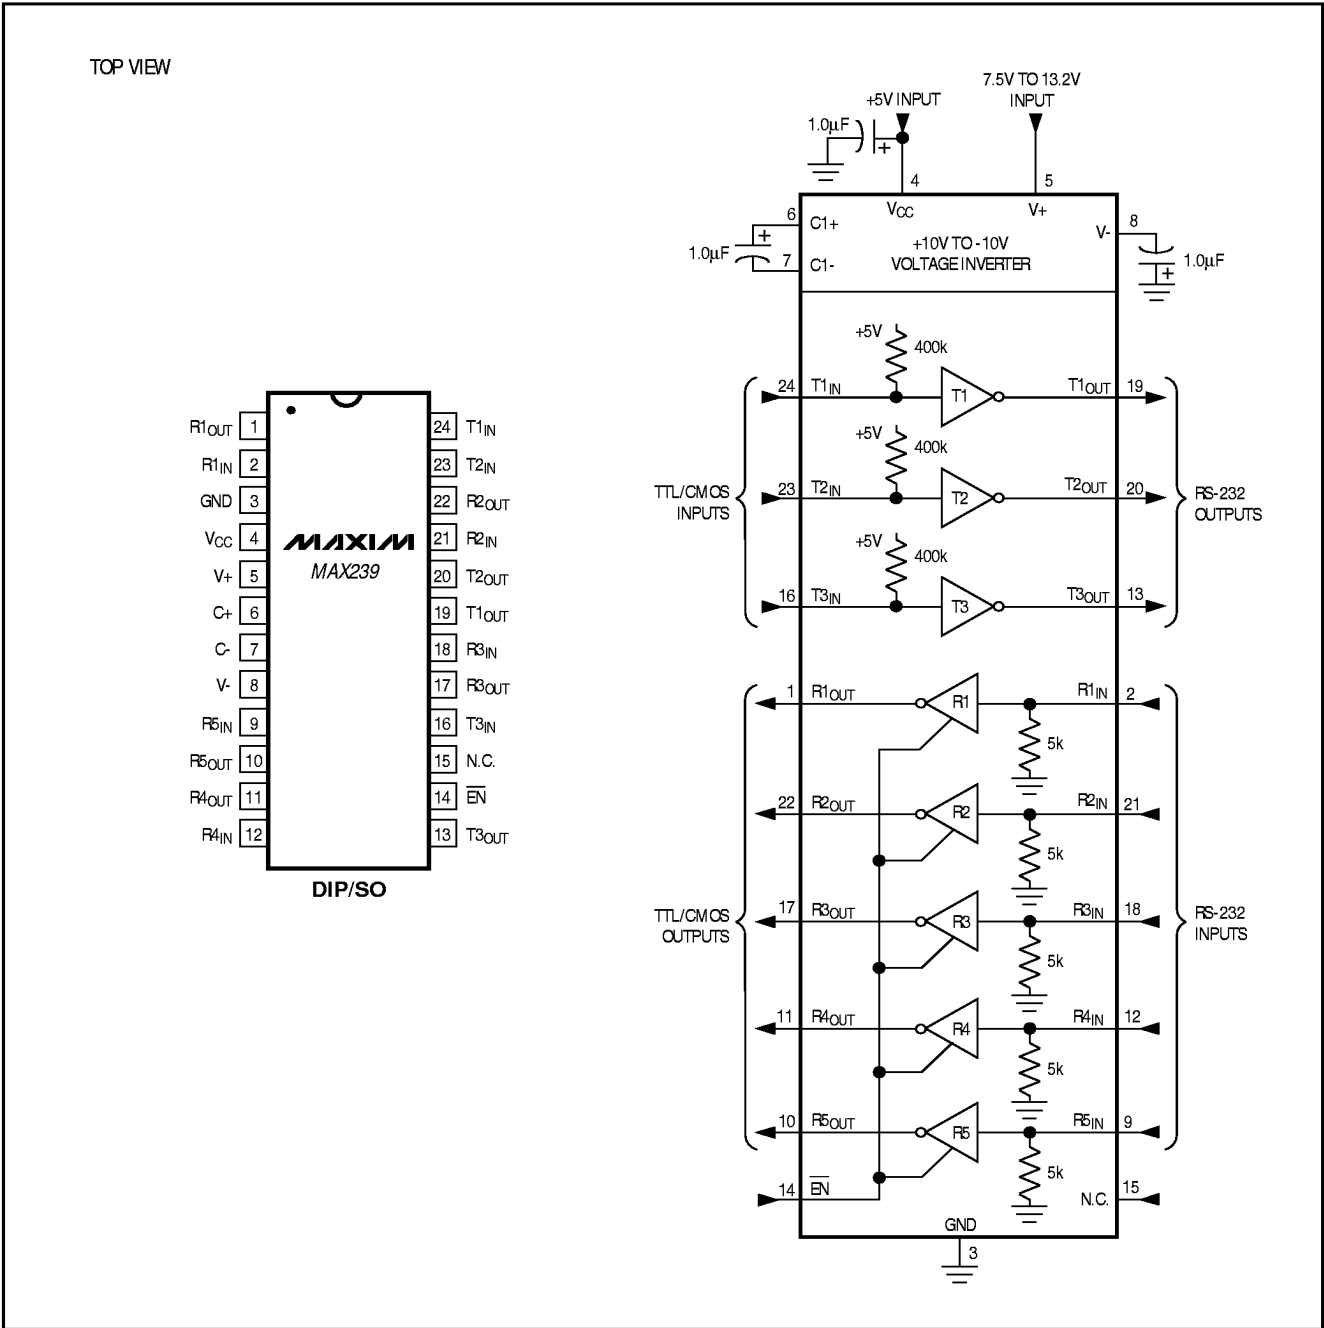 TOP VIEW
R1OUT 1
R1IN 2
GND 3
VCC 4
V+ 5
C+ 6
C- 7
V- 8
R5IN 9
R5OUT 10
R4OUT 11
R4IN 12
24 T1IN
23 T2IN
22 R2OUT
21 R2IN
20 T2OUT
19 T1OUT
18 R3IN
17 R3OUT
16 T3IN
15 N.C.
14 EN
13 T3OUT
MAXIM
MAX239
DIP/SO
+5V INPUT
7.5V TO 13.2V
INPUT
1.0μF
+
4
5
VCC
V+
6 C1+
+
1.0μF
7 C1-
+10V TO -10V
VOLTAGE INVERTER
V- 8
1.0μF
+
+5V
400k
24 T1IN T1 T1OUT 19
+5V
400k
TTL/CMOS
INPUTS
23 T2IN T2 T2OUT 20
RS-232
OUTPUTS
+5V
400k
16 T3IN T3 T3OUT 13
1 R1OUT R1 R1IN 2
5k
22 R2OUT R2 R2IN 21
5k
TTL/CMOS
OUTPUTS
17 R3OUT R3 R3IN 18
RS-232
INPUTS
5k
11 R4OUT R4 R4IN 12
5k
10 R5OUT R5 R5IN 9
5k
14 EN
N.C. 15
GND
3